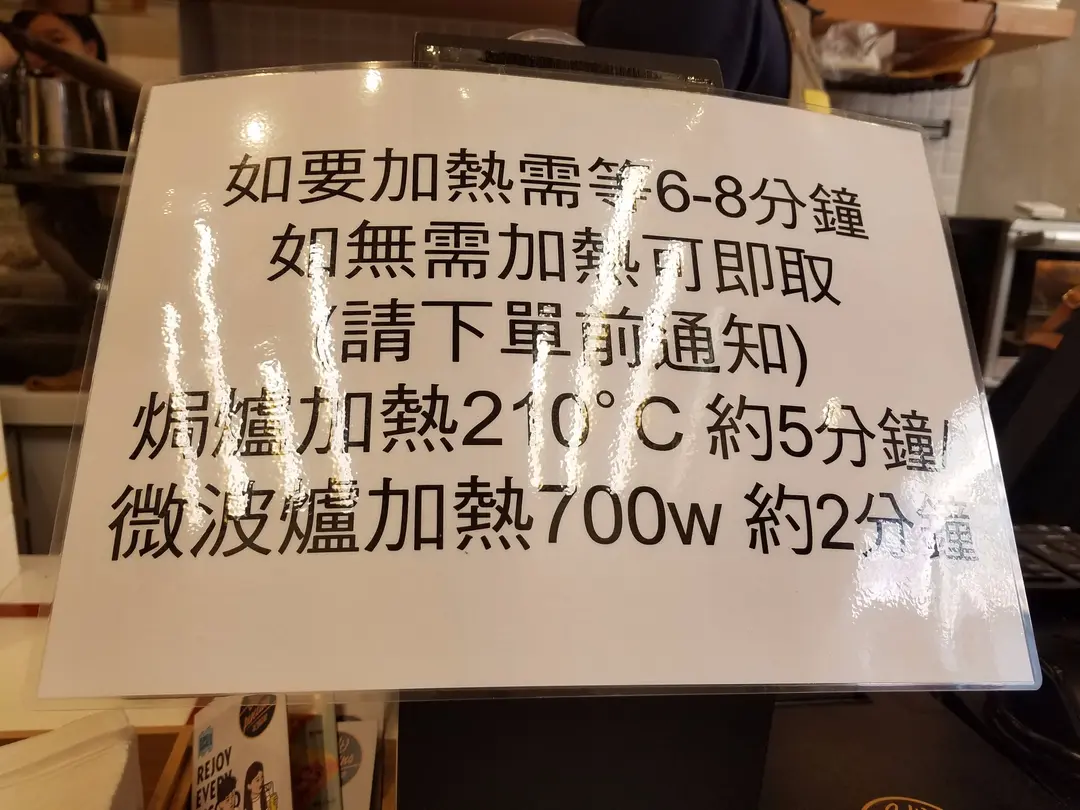 如要加熱需等6-8分鐘
如無需加熱可即取
(請下單前通知)
焗爐加熱210°C 約5分鐘/
微波爐加熱700w 約2分鐘
REJOY